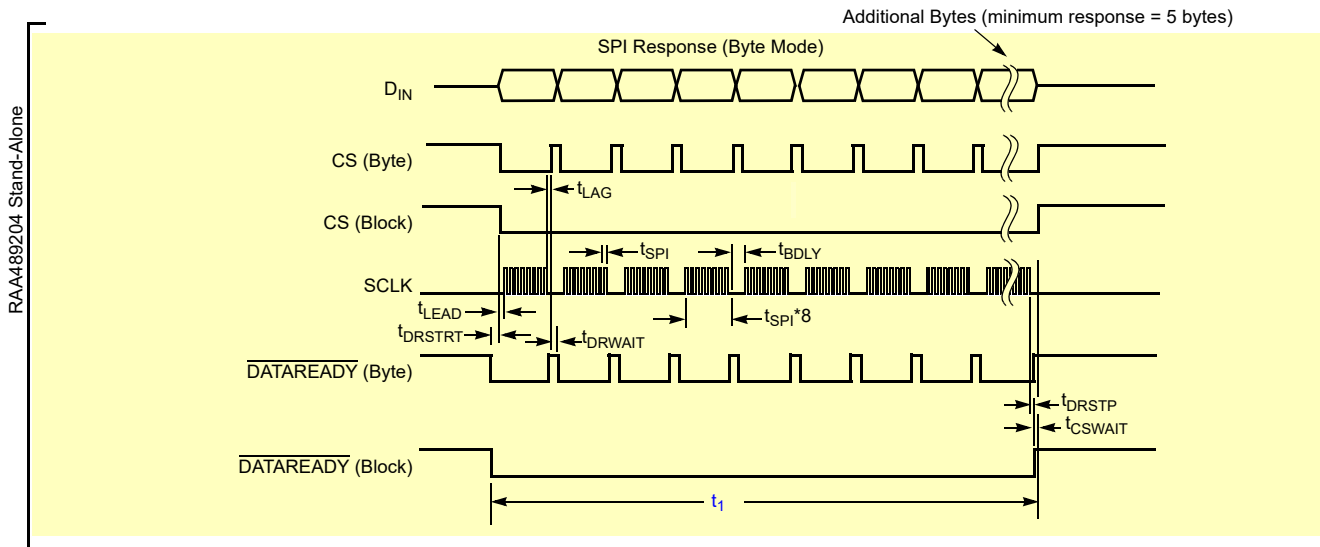 Additional Bytes (minimum response = 5 bytes)
SPI Response (Byte Mode)
RAA489204 Stand-Alone
DIN
CS (Byte)
tLAG
CS (Block)
tSPI
tBDLY
SCLK
tLEAD
tSPI*8
tDRSTRT
tDRWAIT
DATAREADY (Byte)
tDRSTP
tCSWAIT
DATAREADY (Block)
t1